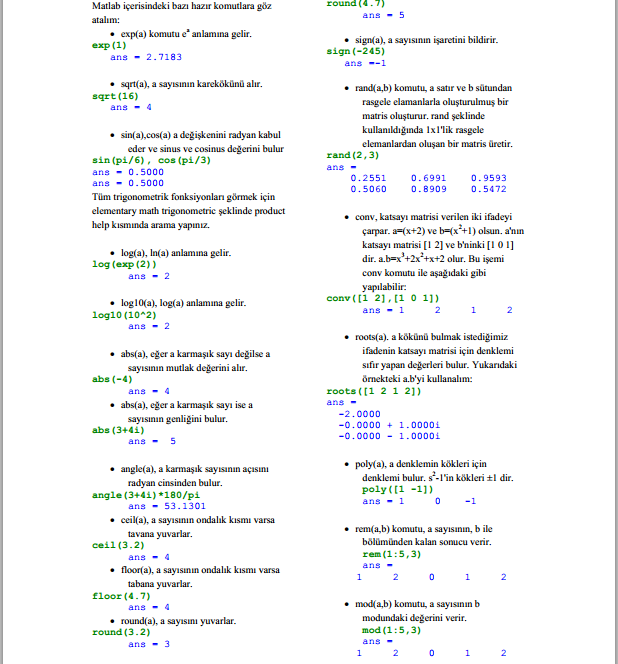 Matlab içerisindeki bazı hazır komutlara göz
atalım:
• exp(a) komutu eᵃ anlamına gelir.
exp(1)
ans = 2.7183
• sqrt(a), a sayısının karekökünü alır.
sqrt(16)
ans = 4
• sin(a),cos(a) a değişkenini radyan kabul
eder ve sinus ve cosinus değerini bulur
sin(pi/6), cos(pi/3)
ans = 0.5000
ans = 0.5000
Tüm trigonometrik fonksiyonları görmek için
elementary math trigonometric şeklinde product
help kısmında arama yapınız.
• log(a), ln(a) anlamına gelir.
log(exp(2))
ans = 2
• log10(a), log(a) anlamına gelir.
log10(10^2)
ans = 2
• abs(a), eğer a karmaşık sayı değilse a
sayısının mutlak değerini alır.
abs(-4)
ans = 4
• abs(a), eğer a karmaşık sayı ise a
sayısının genliğini bulur.
abs(3+4i)
ans = 5
• angle(a), a karmaşık sayısının açısını
radyan cinsinden bulur.
angle(3+4i)*180/pi
ans = 53.1301
• ceil(a), a sayısının ondalık kısmı varsa
tavana yuvarlar.
ceil(3.2)
ans = 4
• floor(a), a sayısının ondalık kısmı varsa
tabana yuvarlar.
floor(4.7)
ans = 4
• round(a), a sayısını yuvarlar.
round(3.2)
ans = 3
round(4.7)
ans = 5
• sign(a), a sayısının işaretini bildirir.
sign(-245)
ans =-1
• rand(a,b) komutu, a satır ve b sütundan
rasgele elamanlarla oluşturulmuş bir
matris oluşturur. rand şeklinde
kullanıldığında 1x1'lik rasgele
elemanlardan oluşan bir matris üretir.
rand(2,3)
ans =
0.2551 0.6991 0.9593
0.5060 0.8909 0.5472
• conv, katsayı matrisi verilen iki ifadeyi
çarpar. a=(x+2) ve b=(x²+1) olsun. a'nın
katsayı matrisi [1 2] ve b'ninki [1 0 1]
dir. a.b=x³+2x²+x+2 olur. Bu işemi
conv komutu ile aşağıdaki gibi
yapılabilir:
conv([1 2],[1 0 1])
ans = 1 2 1 2
• roots(a). a kökünü bulmak istediğimiz
ifadenin katsayı matrisi için denklemi
sıfır yapan değerleri bulur. Yukarıdaki
örnekteki a.b'yi kullanalım:
roots([1 2 1 2])
ans =
-2.0000
-0.0000 + 1.0000i
-0.0000 - 1.0000i
• poly(a), a denklemin kökleri için
denklemi bulur. s²-1'in kökleri ±1 dir.
poly([1 -1])
ans = 1 0 -1
• rem(a,b) komutu, a sayısının, b ile
bölümünden kalan sonucu verir.
rem(1:5,3)
ans =
1 2 0 1 2
• mod(a,b) komutu, a sayısının b
modundaki değerini verir.
mod(1:5,3)
ans =
1 2 0 1 2